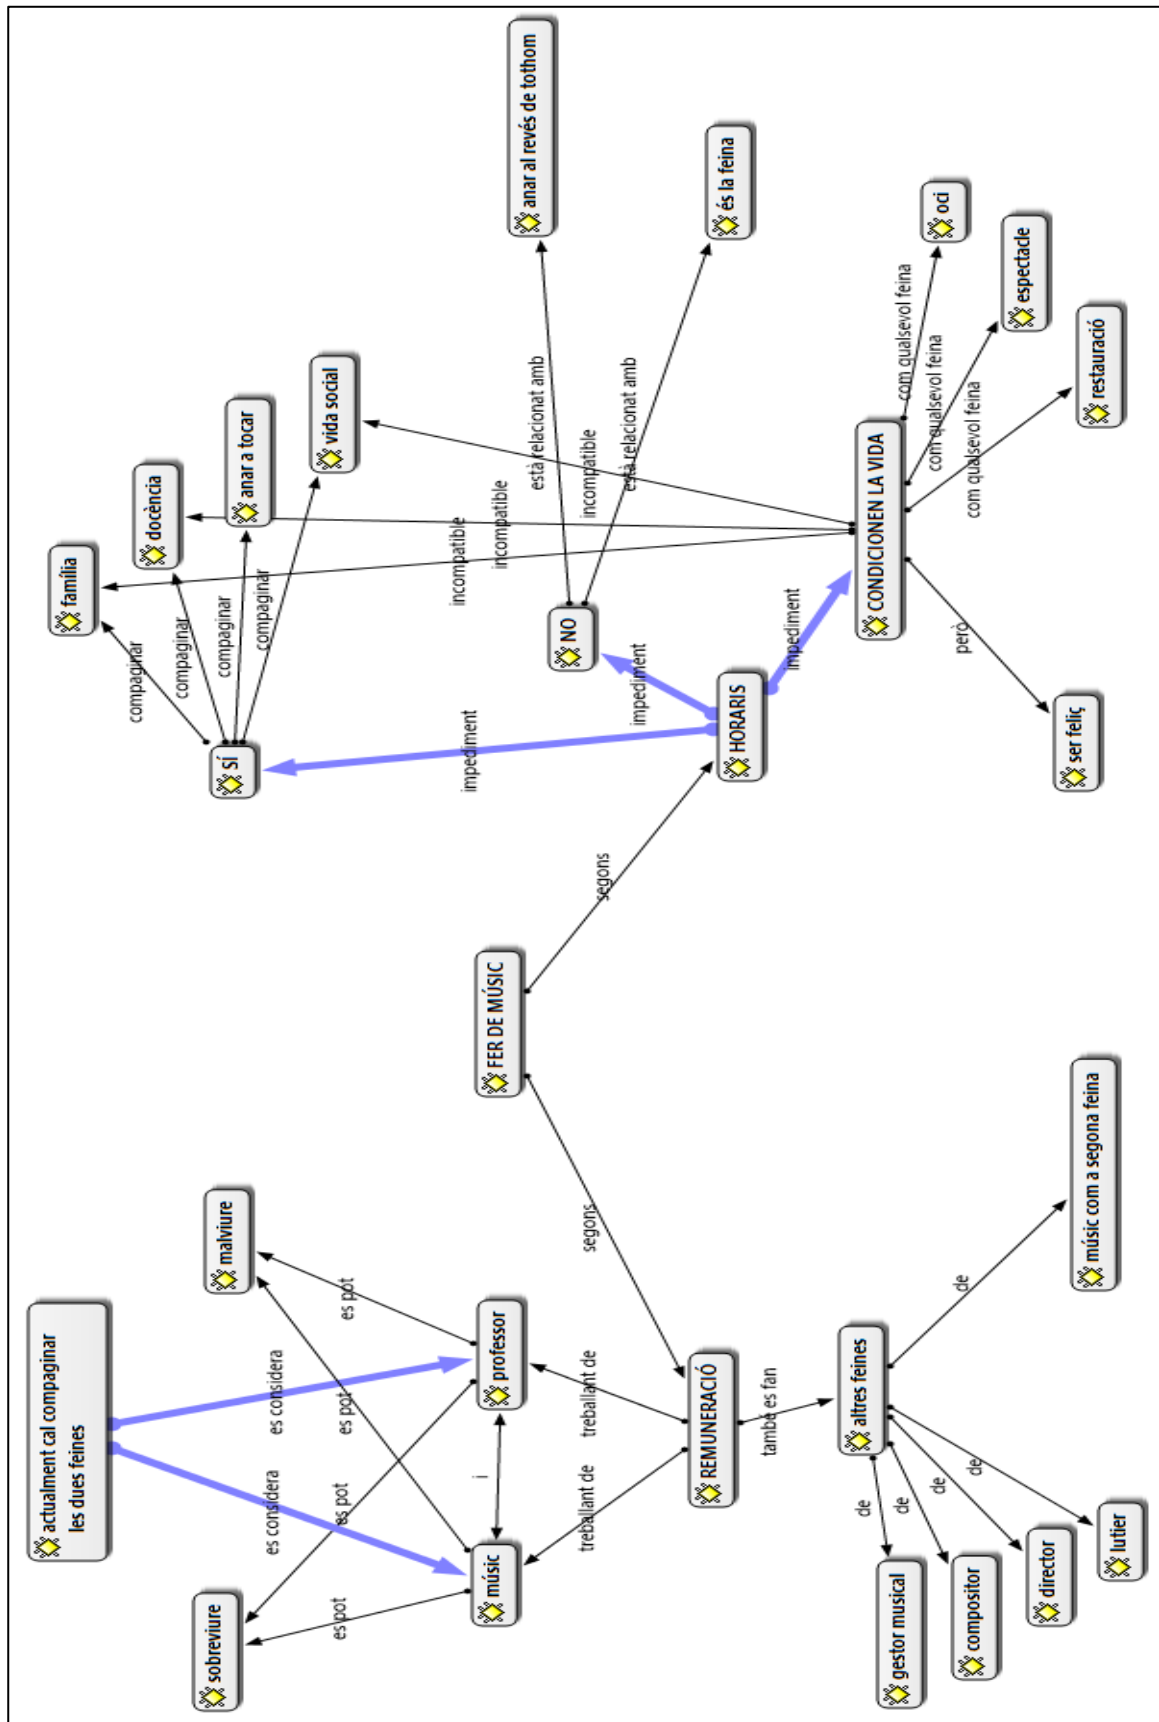 actualment cal compaginar
les dues feines
família
docència
compaginar
compaginar
sobreviure
malviure
compaginar
SÍ
anar a tocar
compaginar
es considera
es considera
vida social
es pot
es pot
es pot
es pot
impediment
incompatible
incompatible
i
músic
professor
FER DE MÚSIC
anar al revés de tothom
està relacionat amb
NO
incompatible
treballant de
treballant de
segons
segons
impediment
està relacionat amb
REMUNERACIÓ
HORARIS
és la feina
també es fan
impediment
altres feines
CONDICIONEN LA VIDA
com qualsevol feina
oci
de
gestor musical
de
de
de
de
però
com qualsevol feina
com qualsevol feina
espectacle
compositor
director
músic com a segona feina
ser feliç
restauració
lutier